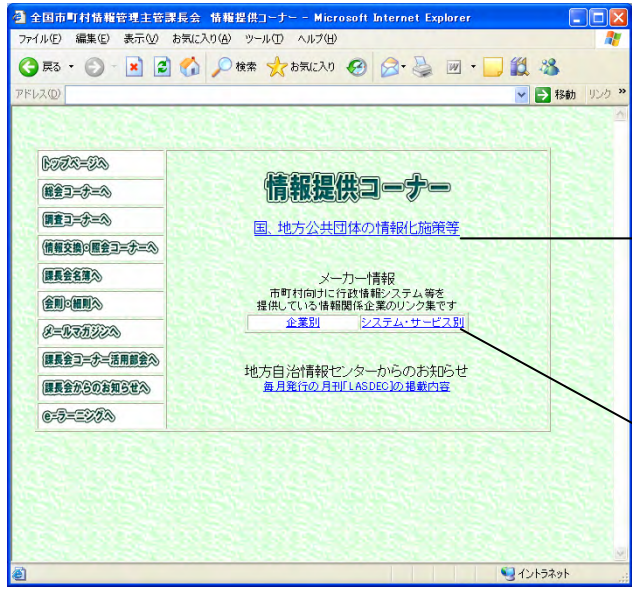 全国市町村情報管理主管課長会 情報提供コーナー - Microsoft Internet Explorer
ファイル(F) 編集(E) 表示(V) お気に入り(A) ツール(T) ヘルプ(H)
戻る 検索 お気に入り
アドレス(D) 移動 リンク »
トップページへ
総会コーナーへ
調査コーナーへ
情報交換・照会コーナーへ
課長会名簿へ
会則・細則へ
メールマガジンへ
課長会コーナー活用部会へ
課長会からのお知らせへ
e-ラーニングへ
情報提供コーナー
国、地方公共団体の情報化施策等
メーカー情報
市町村向けに行政情報システム等を
提供している情報関係企業のリンク集です
企業別 システム・サービス別
地方自治情報センターからのお知らせ
毎月発行の月刊「LASDEC」の掲載内容
イントラネット